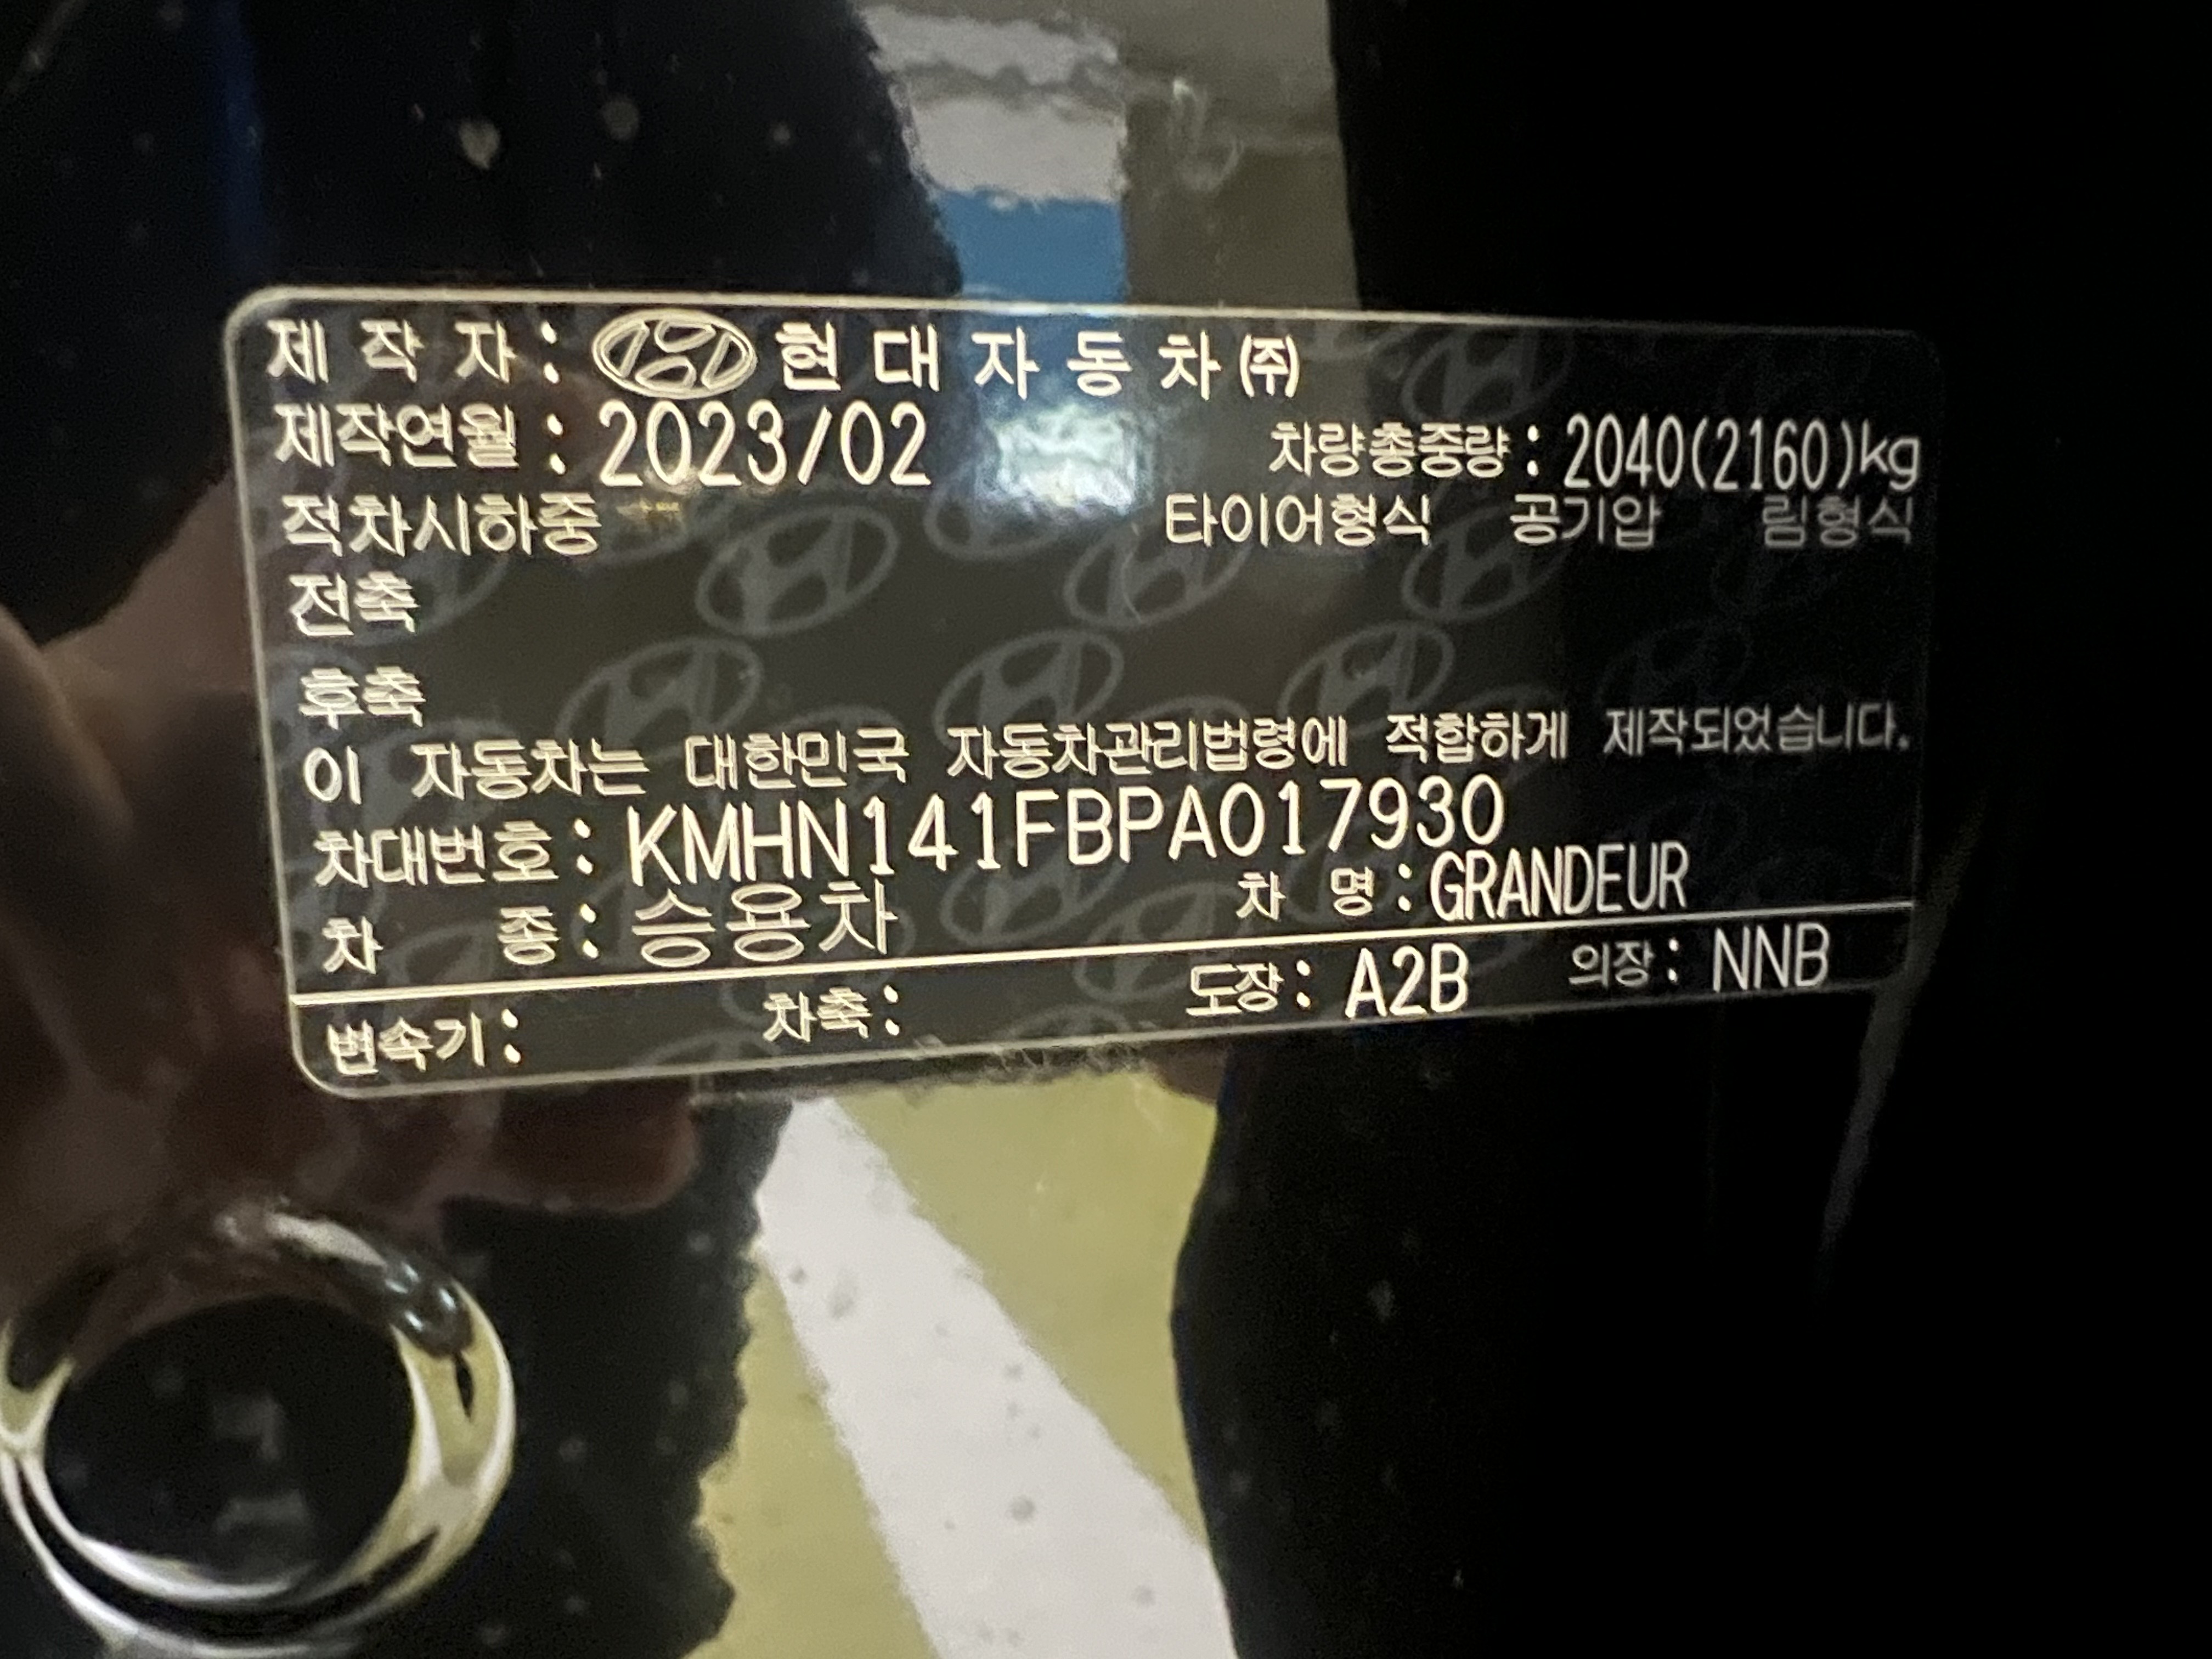 제 작 자 : 현 대 자 동 차 ㈜
제작연월 : 2023/02 차량총중량 : 2040(2160)kg
적차시하중 타이어형식 공기압 림형식
전축
후축
이 자동차는 대한민국 자동차관리법령에 적합하게 제작되었습니다.
차대번호 : KMHN141FBPA017930
차 종 : 승용차 차 명 : GRANDEUR
변속기 : 차축 : 도장 : A2B 의장 : NNB